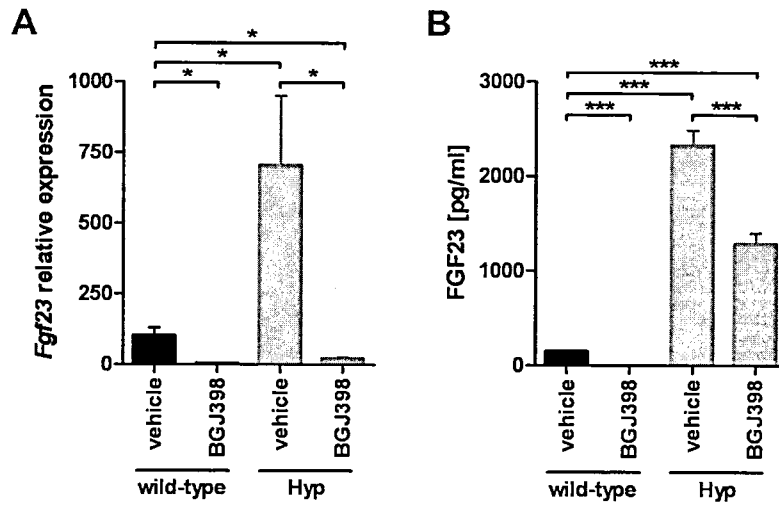 A
*
*
*
*
1000
750
500
250
0
Fgf23 relative expression
vehicle
BGJ398
vehicle
BGJ398
wild-type
Hyp
B
***
***
***
***
3000
2000
1000
0
FGF23 [pg/ml]
vehicle
BGJ398
vehicle
BGJ398
wild-type
Hyp